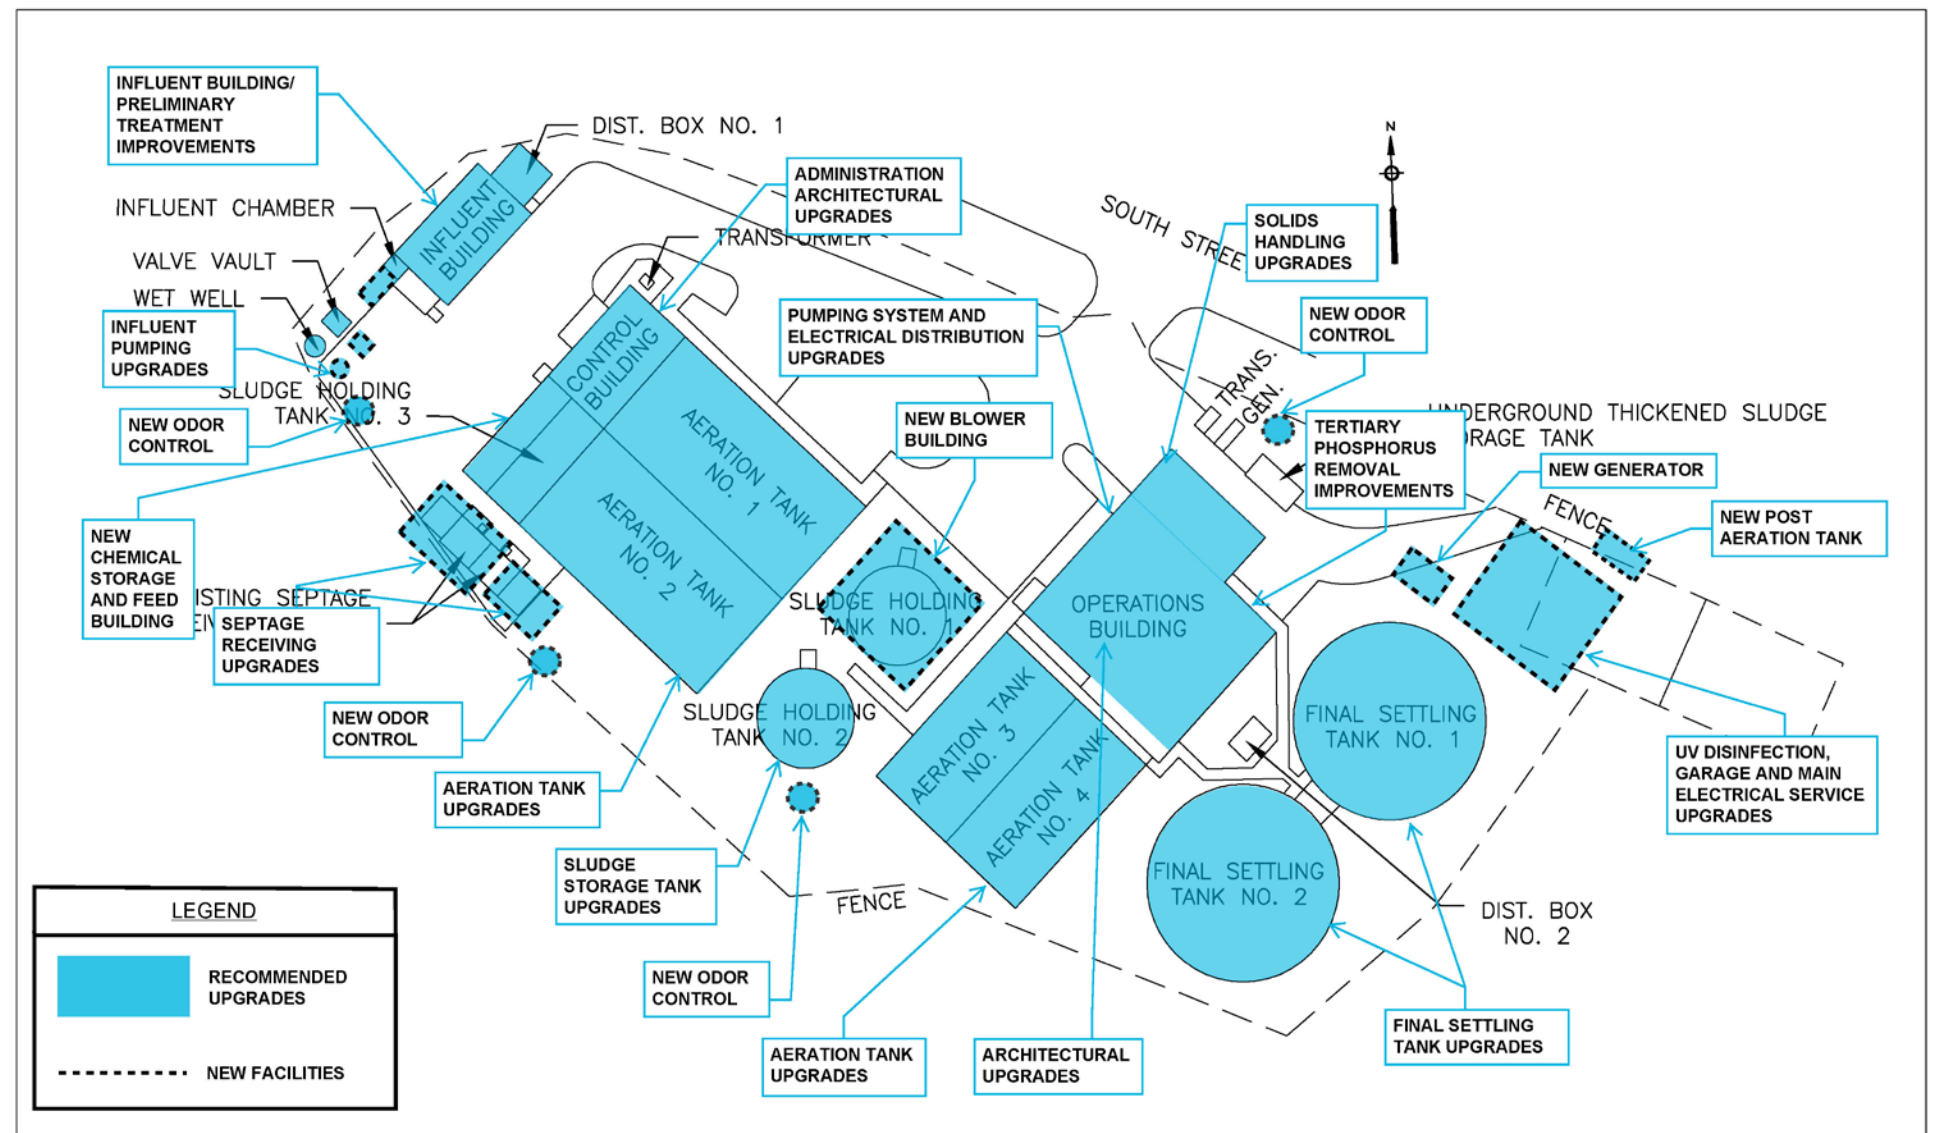 INFLUENT BUILDING/
PRELIMINARY
TREATMENT
IMPROVEMENTS
DIST. BOX NO. 1
INFLUENT CHAMBER
VALVE VAULT
WET WELL
INFLUENT
BUILDING
ADMINISTRATION
ARCHITECTURAL
UPGRADES
TRANSFORMER
N
SOUTH STREE
SOLIDS
HANDLING
UPGRADES
INFLUENT
PUMPING
UPGRADES
PUMPING SYSTEM AND
ELECTRICAL DISTRIBUTION
UPGRADES
NEW ODOR
CONTROL
CONTROL
BUILDING
SLUDGE HOLDING
TANK NO. 3
NEW ODOR
CONTROL
NEW BLOWER
BUILDING
TRANS.
GEN.
TERTIARY
PHOSPHORUS
REMOVAL
IMPROVEMENTS
UNDERGROUND THICKENED SLUDGE
ORAGE TANK
NEW GENERATOR
FENCE
NEW POST
AERATION TANK
AERATION TANK
NO. 1
AERATION TANK
NO. 2
NEW
CHEMICAL
STORAGE
AND FEED
BUILDING
ISTING SEPTAGE
SEPTAGE
RECEIVING
UPGRADES
SLUDGE HOLDING
TANK NO. 1
OPERATIONS
BUILDING
NEW ODOR
CONTROL
SLUDGE HOLDING
TANK NO. 2
AERATION TANK
NO. 3
AERATION TANK
NO. 4
FINAL SETTLING
TANK NO. 1
UV DISINFECTION,
GARAGE AND MAIN
ELECTRICAL SERVICE
UPGRADES
AERATION TANK
UPGRADES
SLUDGE
STORAGE TANK
UPGRADES
FENCE
FINAL SETTLING
TANK NO. 2
DIST. BOX
NO. 2
NEW ODOR
CONTROL
AERATION TANK
UPGRADES
ARCHITECTURAL
UPGRADES
FINAL SETTLING
TANK UPGRADES
LEGEND
RECOMMENDED
UPGRADES
NEW FACILITIES